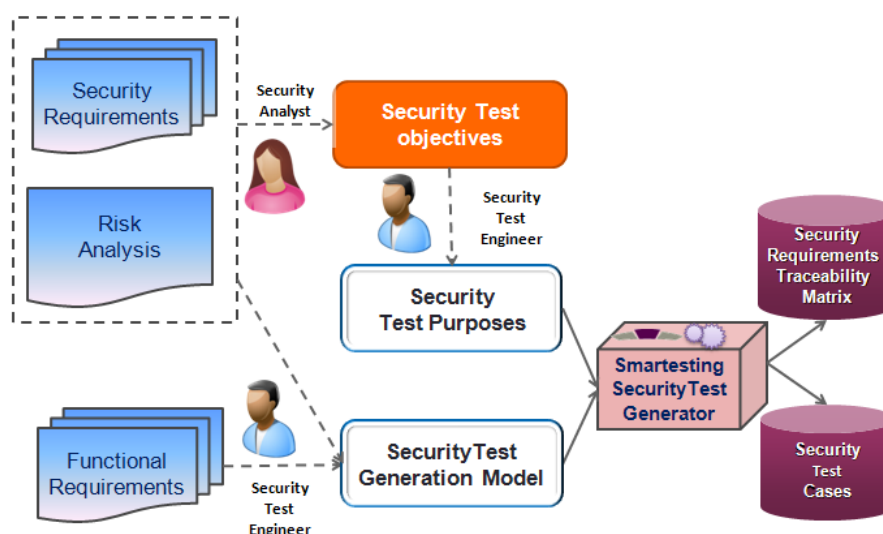 Security
Requirements
Risk
Analysis
Security
Analyst
Security Test
objectives
Security
Test
Engineer
Security
Test Purposes
Functional
Requirements
Security
Test
Engineer
SecurityTest
Generation Model
Smartesting
SecurityTest
Generator
Security
Requirements
Traceability
Matrix
Security
Test
Cases